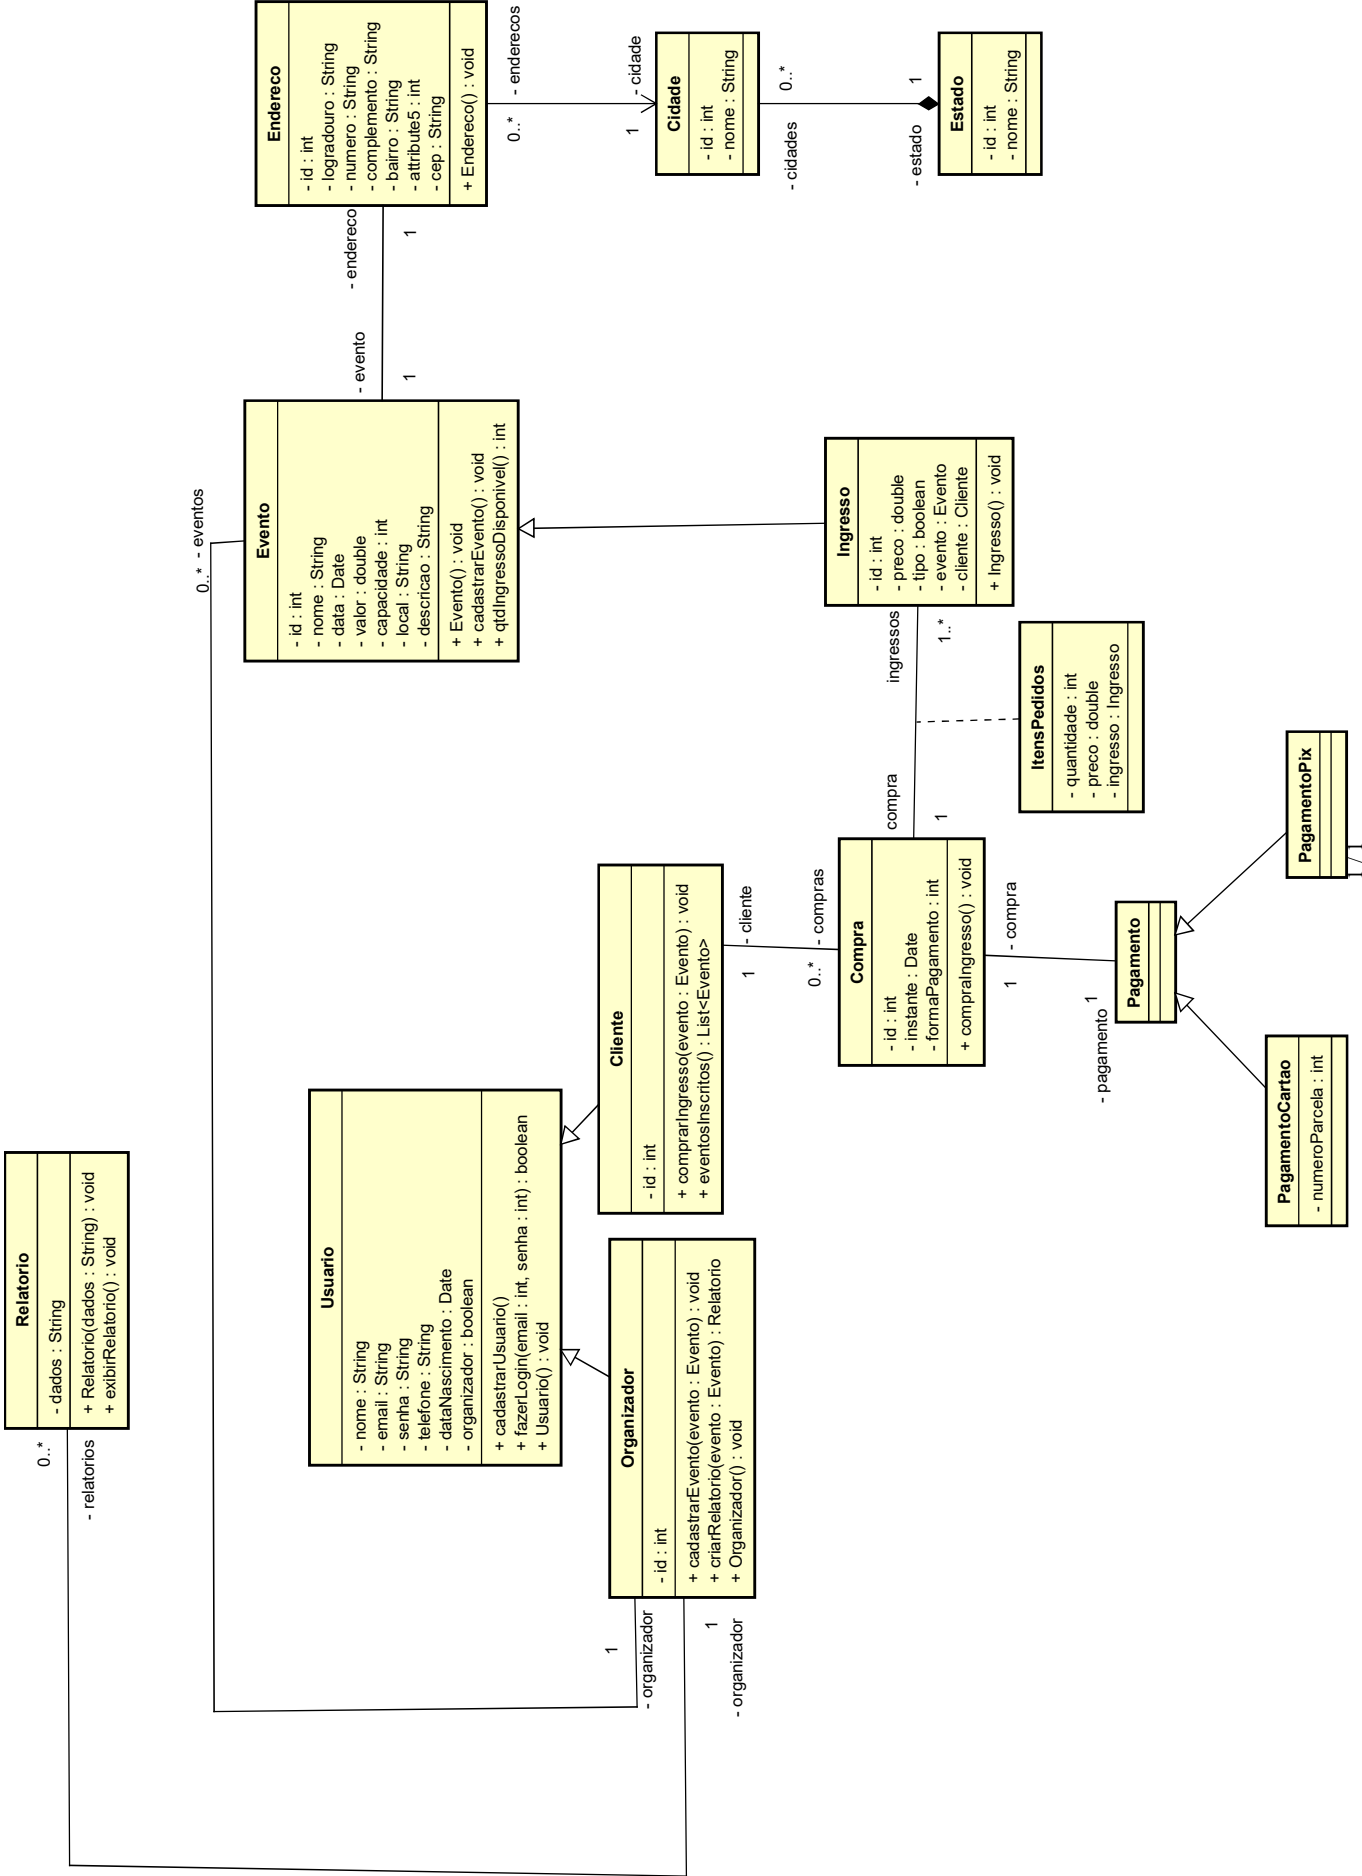 Relatorio
- dados : String
+ Relatorio(dados : String) : void
+ exibirRelatorio() : void
0..*
- relatorios
0..*
- eventos
Evento
- id : int
- nome : String
- data : Date
- valor : double
- capacidade : int
- local : String
- descricao : String
+ Evento() : void
+ cadastrarEvento() : void
+ qtdIngressoDisponivel() : int
- evento
1
- endereco
1
Endereco
- id : int
- logradouro : String
- numero : String
- complemento : String
- bairro : String
- attribute5 : int
- cep : String
+ Endereco() : void
0..*
- enderecos
1
- cidade
Cidade
- id : int
- nome : String
- cidades
0..*
- estado
1
Estado
- id : int
- nome : String
Usuario
- nome : String
- email : String
- senha : String
- telefone : String
- dataNascimento : Date
- organizador : boolean
+ cadastrarUsuario()
+ fazerLogin(email : int, senha : int) : boolean
+ Usuario() : void
Organizador
- id : int
+ cadastrarEvento(evento : Evento) : void
+ criarRelatorio(evento : Evento) : Relatorio
+ Organizador() : void
1
- organizador
1
- organizador
Cliente
- id : int
+ comprarIngresso(evento : Evento) : void
+ eventosInscritos() : List<Evento>
1
- cliente
0..*
- compras
Compra
- id : int
- instante : Date
- formaPagamento : int
+ compraIngresso() : void
compra
1
ingressos
1..*
Ingresso
- id : int
- preco : double
- tipo : boolean
- evento : Evento
- cliente : Cliente
+ Ingresso() : void
ItensPedidos
- quantidade : int
- preco : double
- ingresso : Ingresso
1
- compra
1
- pagamento
Pagamento
PagamentoCartao
- numeroParcela : int
PagamentoPix